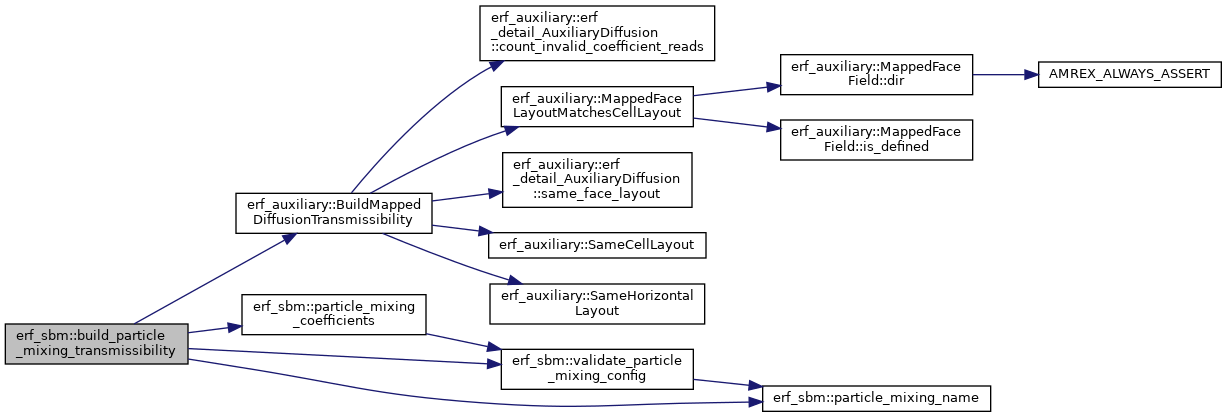 erf_auxiliary::erf
_detail_AuxiliaryDiffusion
::count_invalid_coefficient_reads
erf_auxiliary::MappedFace
Field::dir
AMREX_ALWAYS_ASSERT
erf_auxiliary::MappedFace
LayoutMatchesCellLayout
erf_auxiliary::MappedFace
Field::is_defined
erf_auxiliary::erf
_detail_AuxiliaryDiffusion
::same_face_layout
erf_auxiliary::BuildMapped
DiffusionTransmissibility
erf_auxiliary::SameCellLayout
erf_auxiliary::SameHorizontal
Layout
erf_sbm::particle_mixing
_coefficients
erf_sbm::build_particle
_mixing_transmissibility
erf_sbm::validate_particle
_mixing_config
erf_sbm::particle_mixing_name